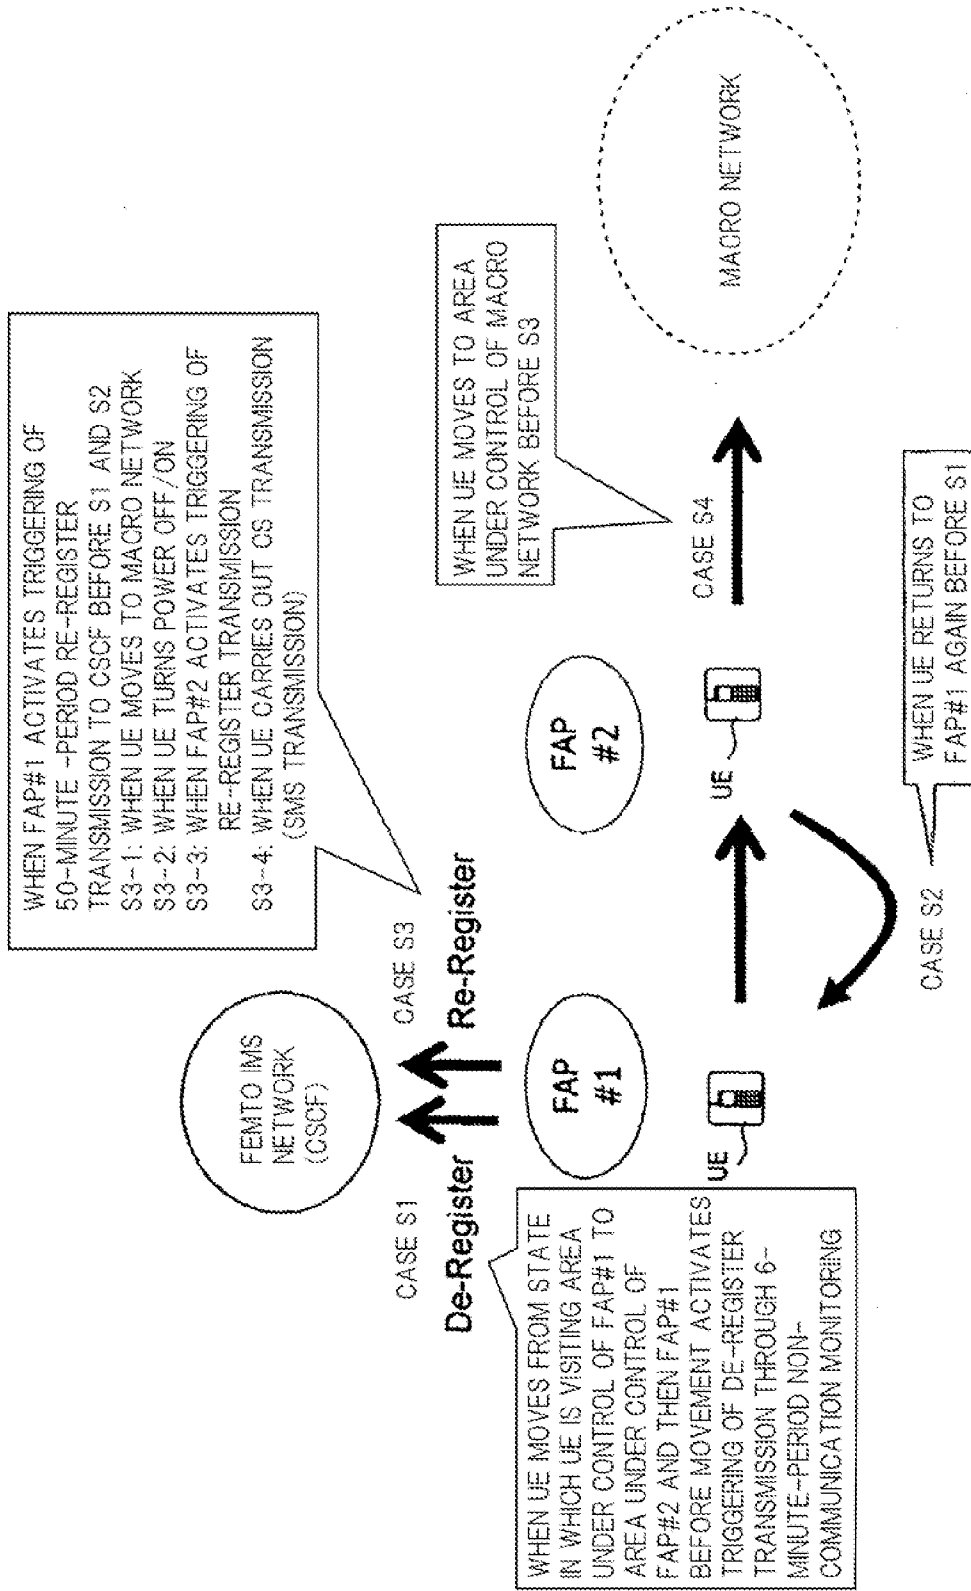 WHEN FAP#1 ACTIVATES TRIGGERING OF
50-MINUTE -PERIOD RE-REGISTER
TRANSMISSION TO CSCF BEFORE S1 AND S2
S3-1: WHEN UE MOVES TO MACRO NETWORK
S3-2: WHEN UE TURNS POWER OFF/ON
S3-3: WHEN FAP#2 ACTIVATES TRIGGERING OF
RE-REGISTER TRANSMISSION
S3-4: WHEN UE CARRIES OUT CS TRANSMISSION
(SMS TRANSMISSION)
FEMTO IMS
NETWORK
(CSCF)
CASE S1
De-Register
CASE S3
Re-Register
WHEN UE MOVES FROM STATE
IN WHICH UE IS VISITING AREA
UNDER CONTROL OF FAP#1 TO
AREA UNDER CONTROL OF
FAP#2 AND THEN FAP#1
BEFORE MOVEMENT ACTIVATES
TRIGGERING OF DE-REGISTER
TRANSMISSION THROUGH 6-
MINUTE-PERIOD NON-
COMMUNICATION MONITORING
FAP
#1
FAP
#2
WHEN UE MOVES TO AREA
UNDER CONTROL OF MACRO
NETWORK BEFORE S3
CASE S4
MACRO NETWORK
UE
UE
CASE S2
WHEN UE RETURNS TO
FAP#1 AGAIN BEFORE S1